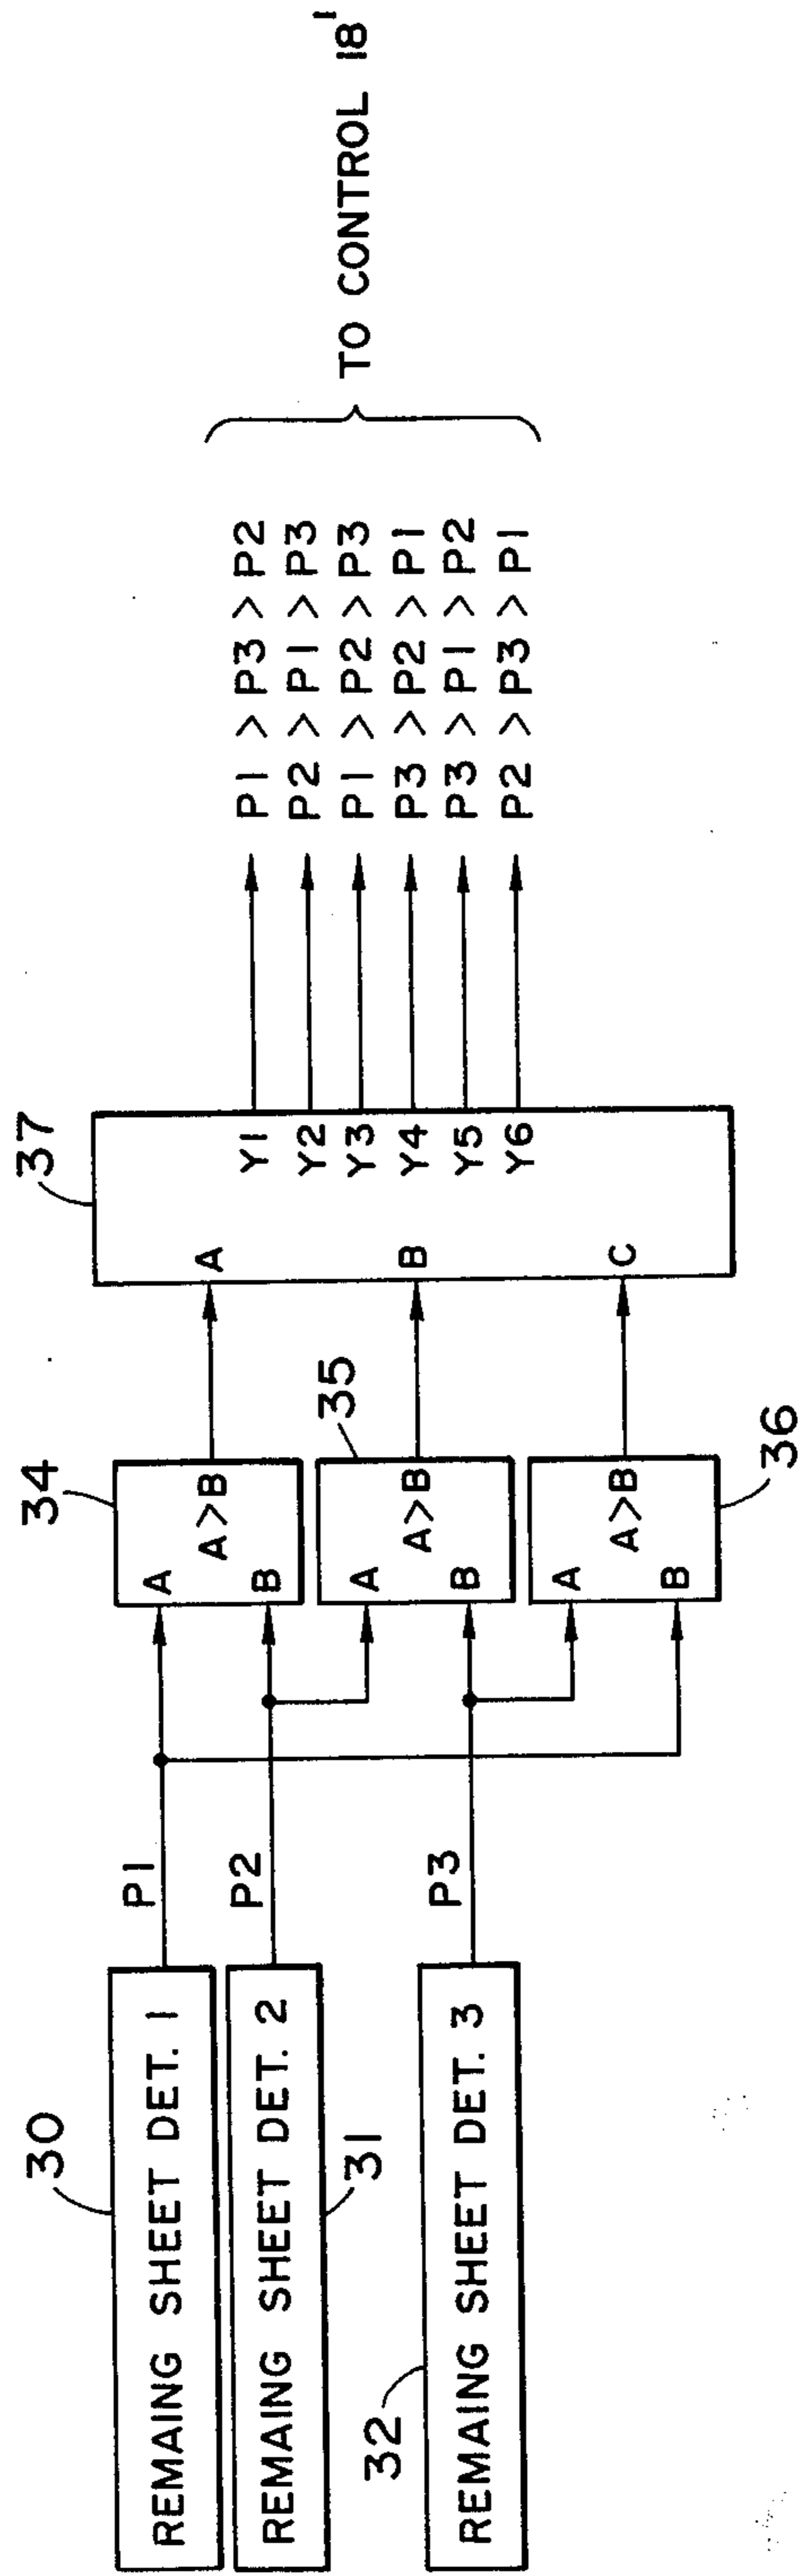 30
REMAING SHEET DET. 1
REMAING SHEET DET. 2
31
32
REMAING SHEET DET. 3
P1
P2
P3
34
A
A>B
B
35
A
A>B
B
A
A>B
B
36
37
A
B
C
Y1
Y2
Y3
Y4
Y5
Y6
P1 > P3 > P2
P2 > P1 > P3
P1 > P2 > P3
P3 > P2 > P1
P3 > P1 > P2
P2 > P3 > P1
TO CONTROL 18'